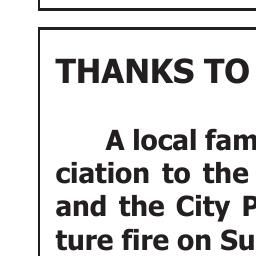 THANKS TO
A local fam
ciation to the
and the City P
ture fire on Su